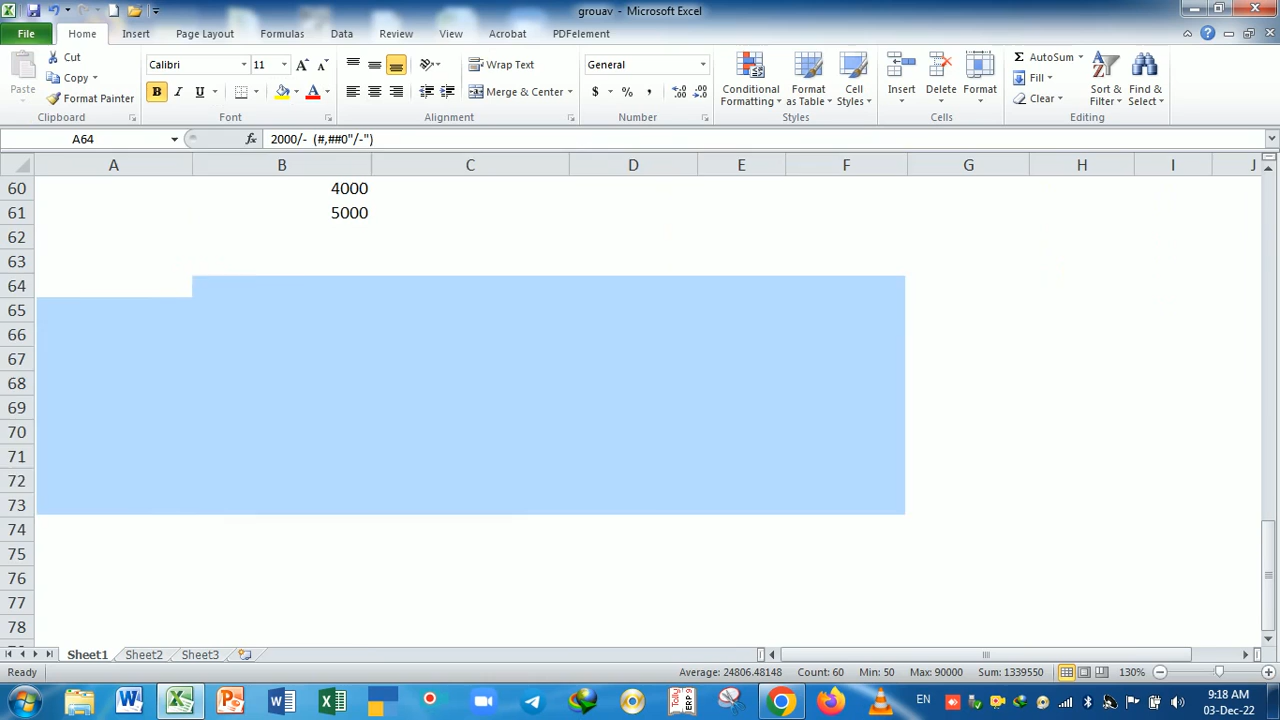 grouav - Microsoft Excel
File Home Insert Page Layout Formulas Data Review View Acrobat PDFelement
Paste Cut Copy Format Painter Clipboard
Calibri 11 B I U A A A Font
Wrap Text Merge & Center Alignment
General $ % , Number
Conditional Formatting Format as Table Cell Styles Styles
Insert Delete Format Cells
Σ AutoSum Fill Clear Sort & Filter Find & Select Editing
A64 fx 2000/- (#,##0"/-")
A B C D E F G H I J
60 4000
61 5000
62
63
64
65
66
67
68
69
70
71
72
73
74
75
76
77
78
Sheet1 Sheet2 Sheet3
Ready Average: 24806.48148 Count: 60 Min: 50 Max: 90000 Sum: 1339550 130%
EN 9:18 AM
03-Dec-22